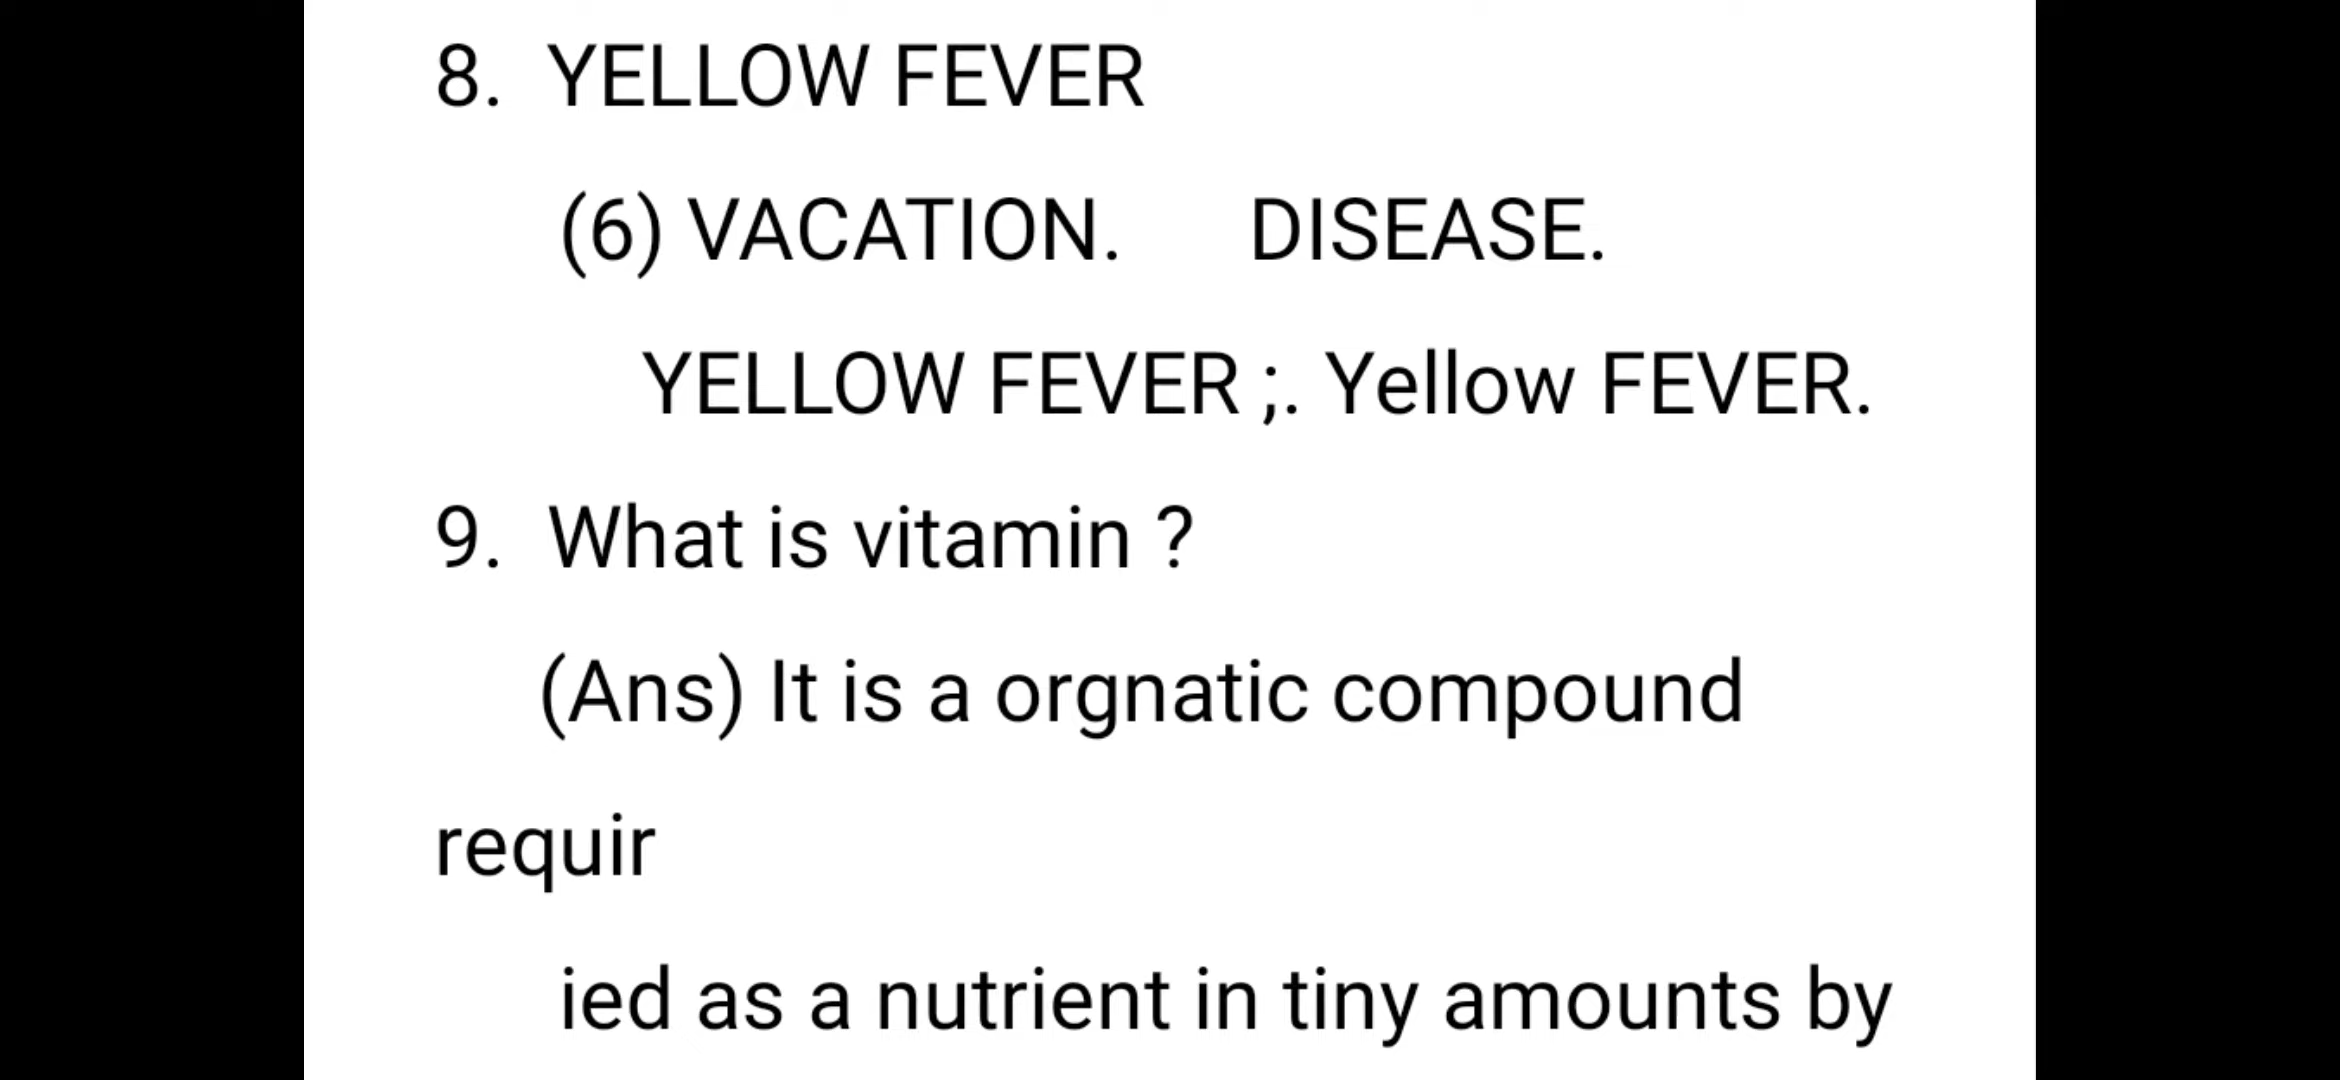 8. YELLOW FEVER
(6) VACATION. DISEASE.
YELLOW FEVER ;. Yellow FEVER.
9. What is vitamin ?
(Ans) It is a orgnatic compound
requir
ied as a nutrient in tiny amounts by